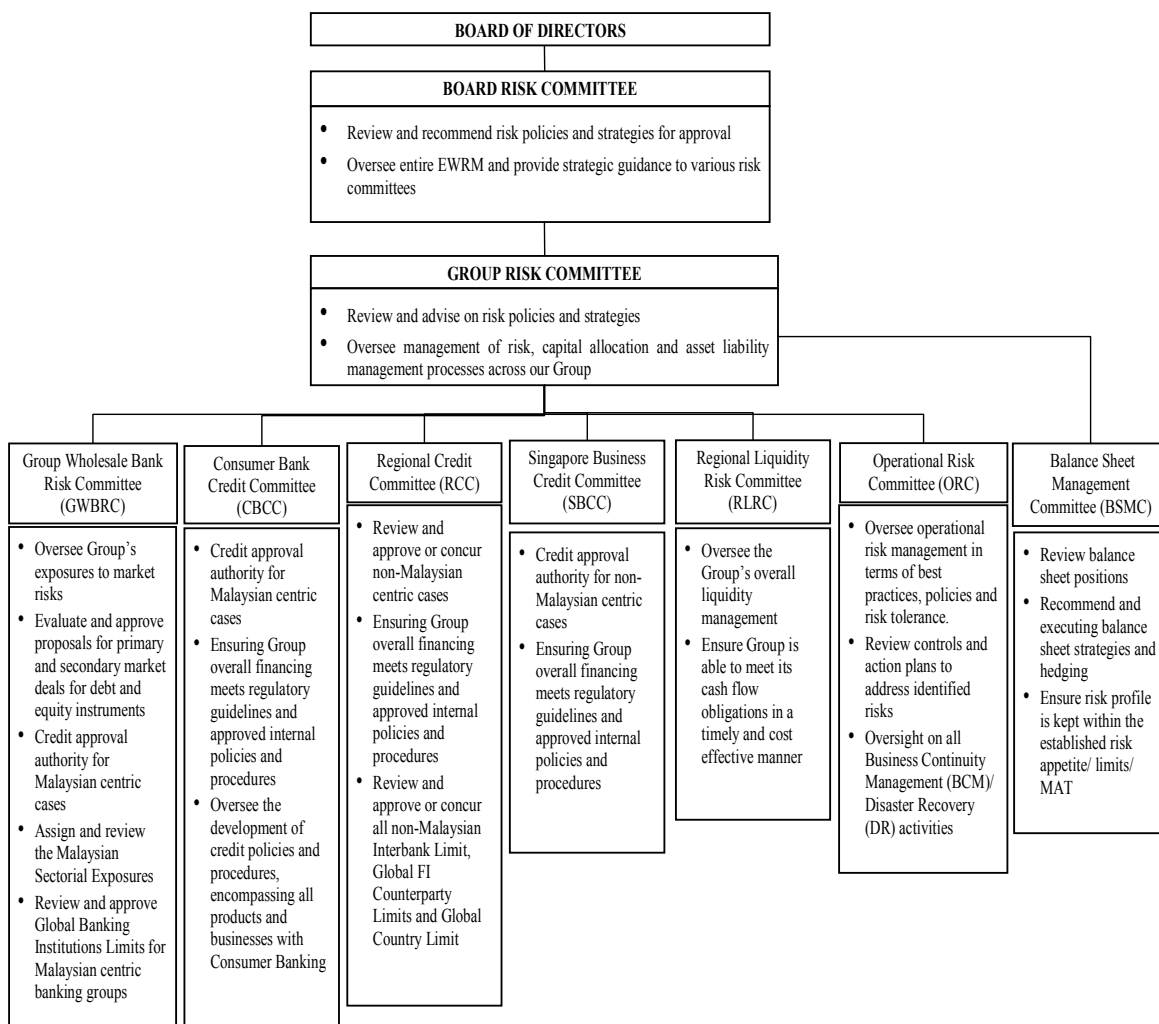 BOARD OF DIRECTORS
BOARD RISK COMMITTEE
• Review and recommend risk policies and strategies for approval
• Oversee entire EWRM and provide strategic guidance to various risk
committees
GROUP RISK COMMITTEE
• Review and advise on risk policies and strategies
• Oversee management of risk, capital allocation and asset liability
management processes across our Group
Group Wholesale Bank
Risk Committee
(GWBRC)
• Oversee Group's
exposures to market
risks
• Evaluate and approve
proposals for primary
and secondary market
deals for debt and
equity instruments
• Credit approval
authority for
Malaysian centric
cases
• Assign and review
the Malaysian
Sectorial Exposures
• Review and approve
Global Banking
Institutions Limits for
Malaysian centric
banking groups
Consumer Bank
Credit Committee
(CBCC)
• Credit approval
authority for
Malaysian centric
cases
• Ensuring Group
overall financing
meets regulatory
guidelines and
approved internal
policies and
procedures
• Oversee the
development of
credit policies and
procedures,
encompassing all
products and
businesses with
Consumer Banking
Regional Credit
Committee (RCC)
• Review and
approve or concur
non-Malaysian
centric cases
• Ensuring Group
overall financing
meets regulatory
guidelines and
approved internal
policies and
procedures
• Review and
approve or concur
all non-Malaysian
Interbank Limit,
Global FI
Counterparty
Limits and Global
Country Limit
Singapore Business
Credit Committee
(SBCC)
• Credit approval
authority for non-
Malaysian centric
cases
• Ensuring Group
overall financing
meets regulatory
guidelines and
approved internal
policies and
procedures
Regional Liquidity
Risk Committee
(RLRC)
• Oversee the
Group's overall
liquidity
management
• Ensure Group is
able to meet its
cash flow
obligations in a
timely and cost
effective manner
Operational Risk
Committee (ORC)
• Oversee operational
risk management in
terms of best
practices, policies and
risk tolerance.
• Review controls and
action plans to
address identified
risks
• Oversight on all
Business Continuity
Management (BCM)/
Disaster Recovery
(DR) activities
Balance Sheet
Management
Committee (BSMC)
• Review balance
sheet positions
• Recommend and
executing balance
sheet strategies and
hedging
• Ensure risk profile
is kept within the
established risk
appetite/ limits/
MAT